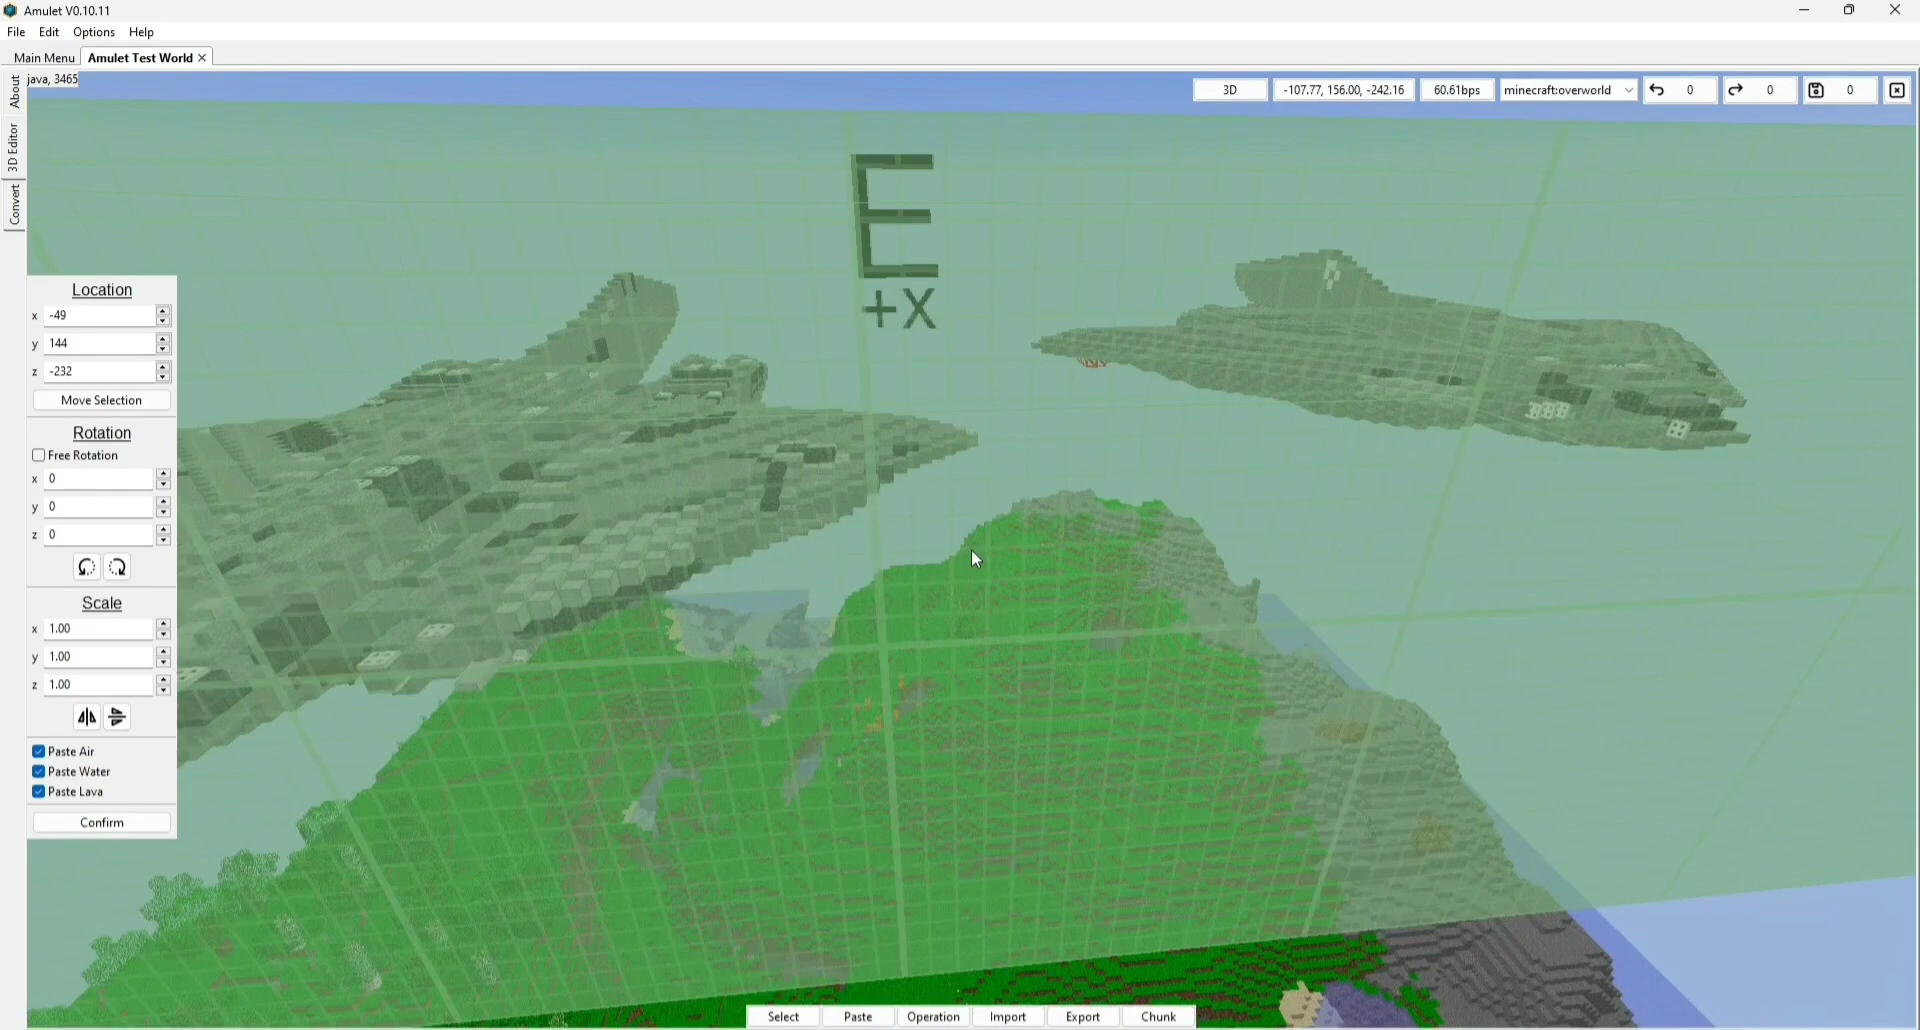 Amulet V0.10.11
File Edit Options Help
Main Menu Amulet Test World
java, 3465
3D -107.77, 156.00, -242.16 60.61bps minecraft:overworld 0 0 0
About
3D Editor
Convert
E
+X
Location
x -49
y 144
z -232
Move Selection
Rotation
Free Rotation
x 0
y 0
z 0
Scale
x 1.00
y 1.00
z 1.00
Paste Air
Paste Water
Paste Lava
Confirm
Select Paste Operation Import Export Chunk